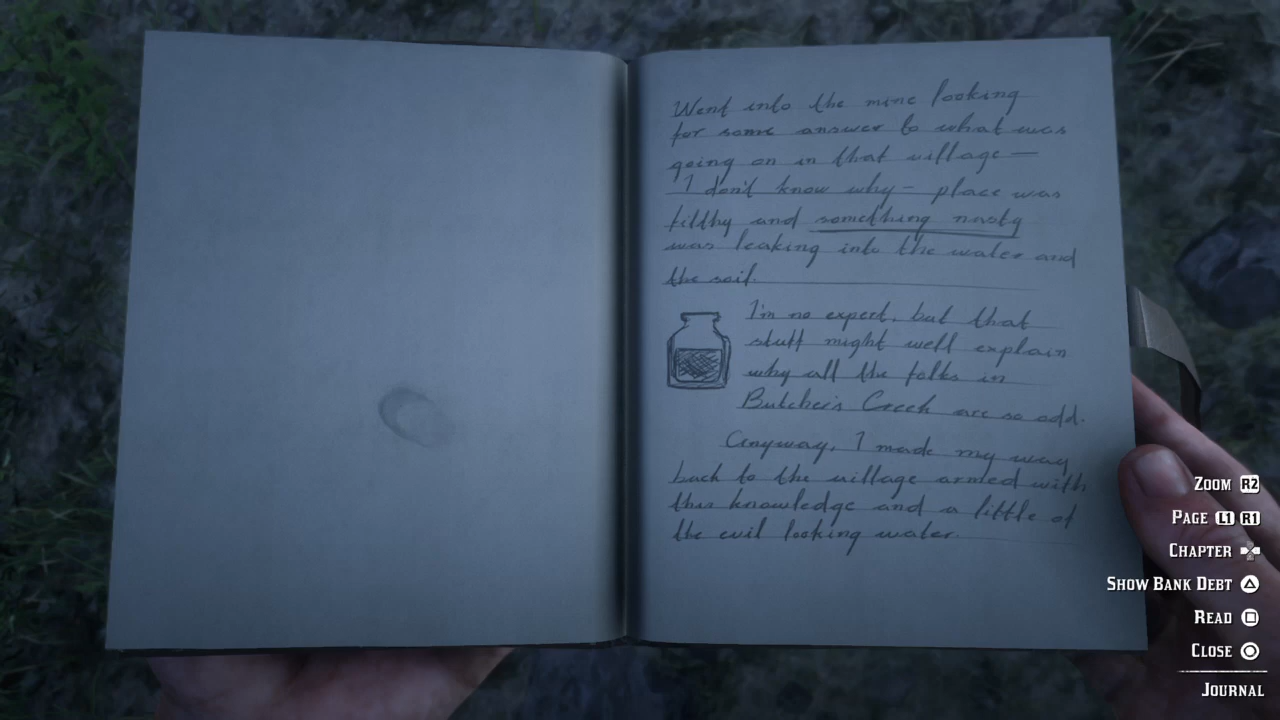 Went into the mine looking
for some answer to what was
going on in that village —
I don't know why - place was
filthy and something nasty
was leaking into the water and
the soil.
I'm no expert, but that
stuff might well explain
why all the folks in
Butcher's Creek are so odd.
Anyway, I made my way
back to the village armed with
this knowledge and a little of
the evil looking water.
ZOOM R2
PAGE L1 R1
CHAPTER
SHOW BANK DEBT
READ
CLOSE
JOURNAL